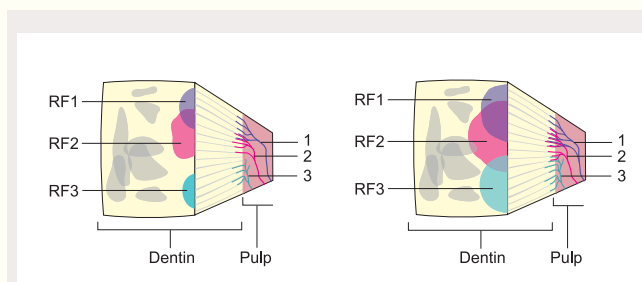 RF1
RF2
RF3
1
2
3
Dentin
Pulp
RF1
RF2
RF3
1
2
3
Dentin
Pulp